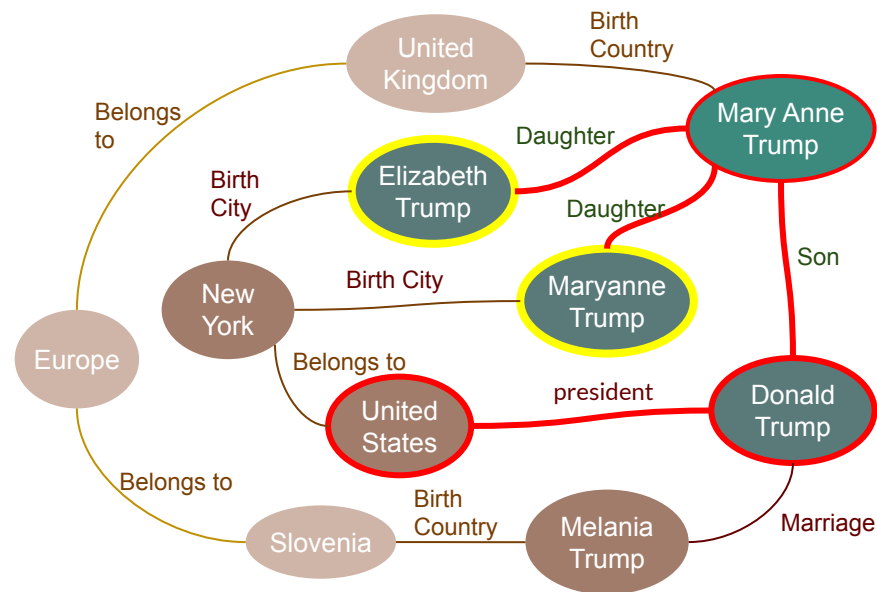 United
Kingdom
Birth
Country
Mary Anne
Trump
Belongs
to
Daughter
Elizabeth
Trump
Birth
City
Daughter
Son
New
York
Birth City
Maryanne
Trump
Europe
Belongs to
United
States
president
Donald
Trump
Belongs to
Slovenia
Birth
Country
Melania
Trump
Marriage